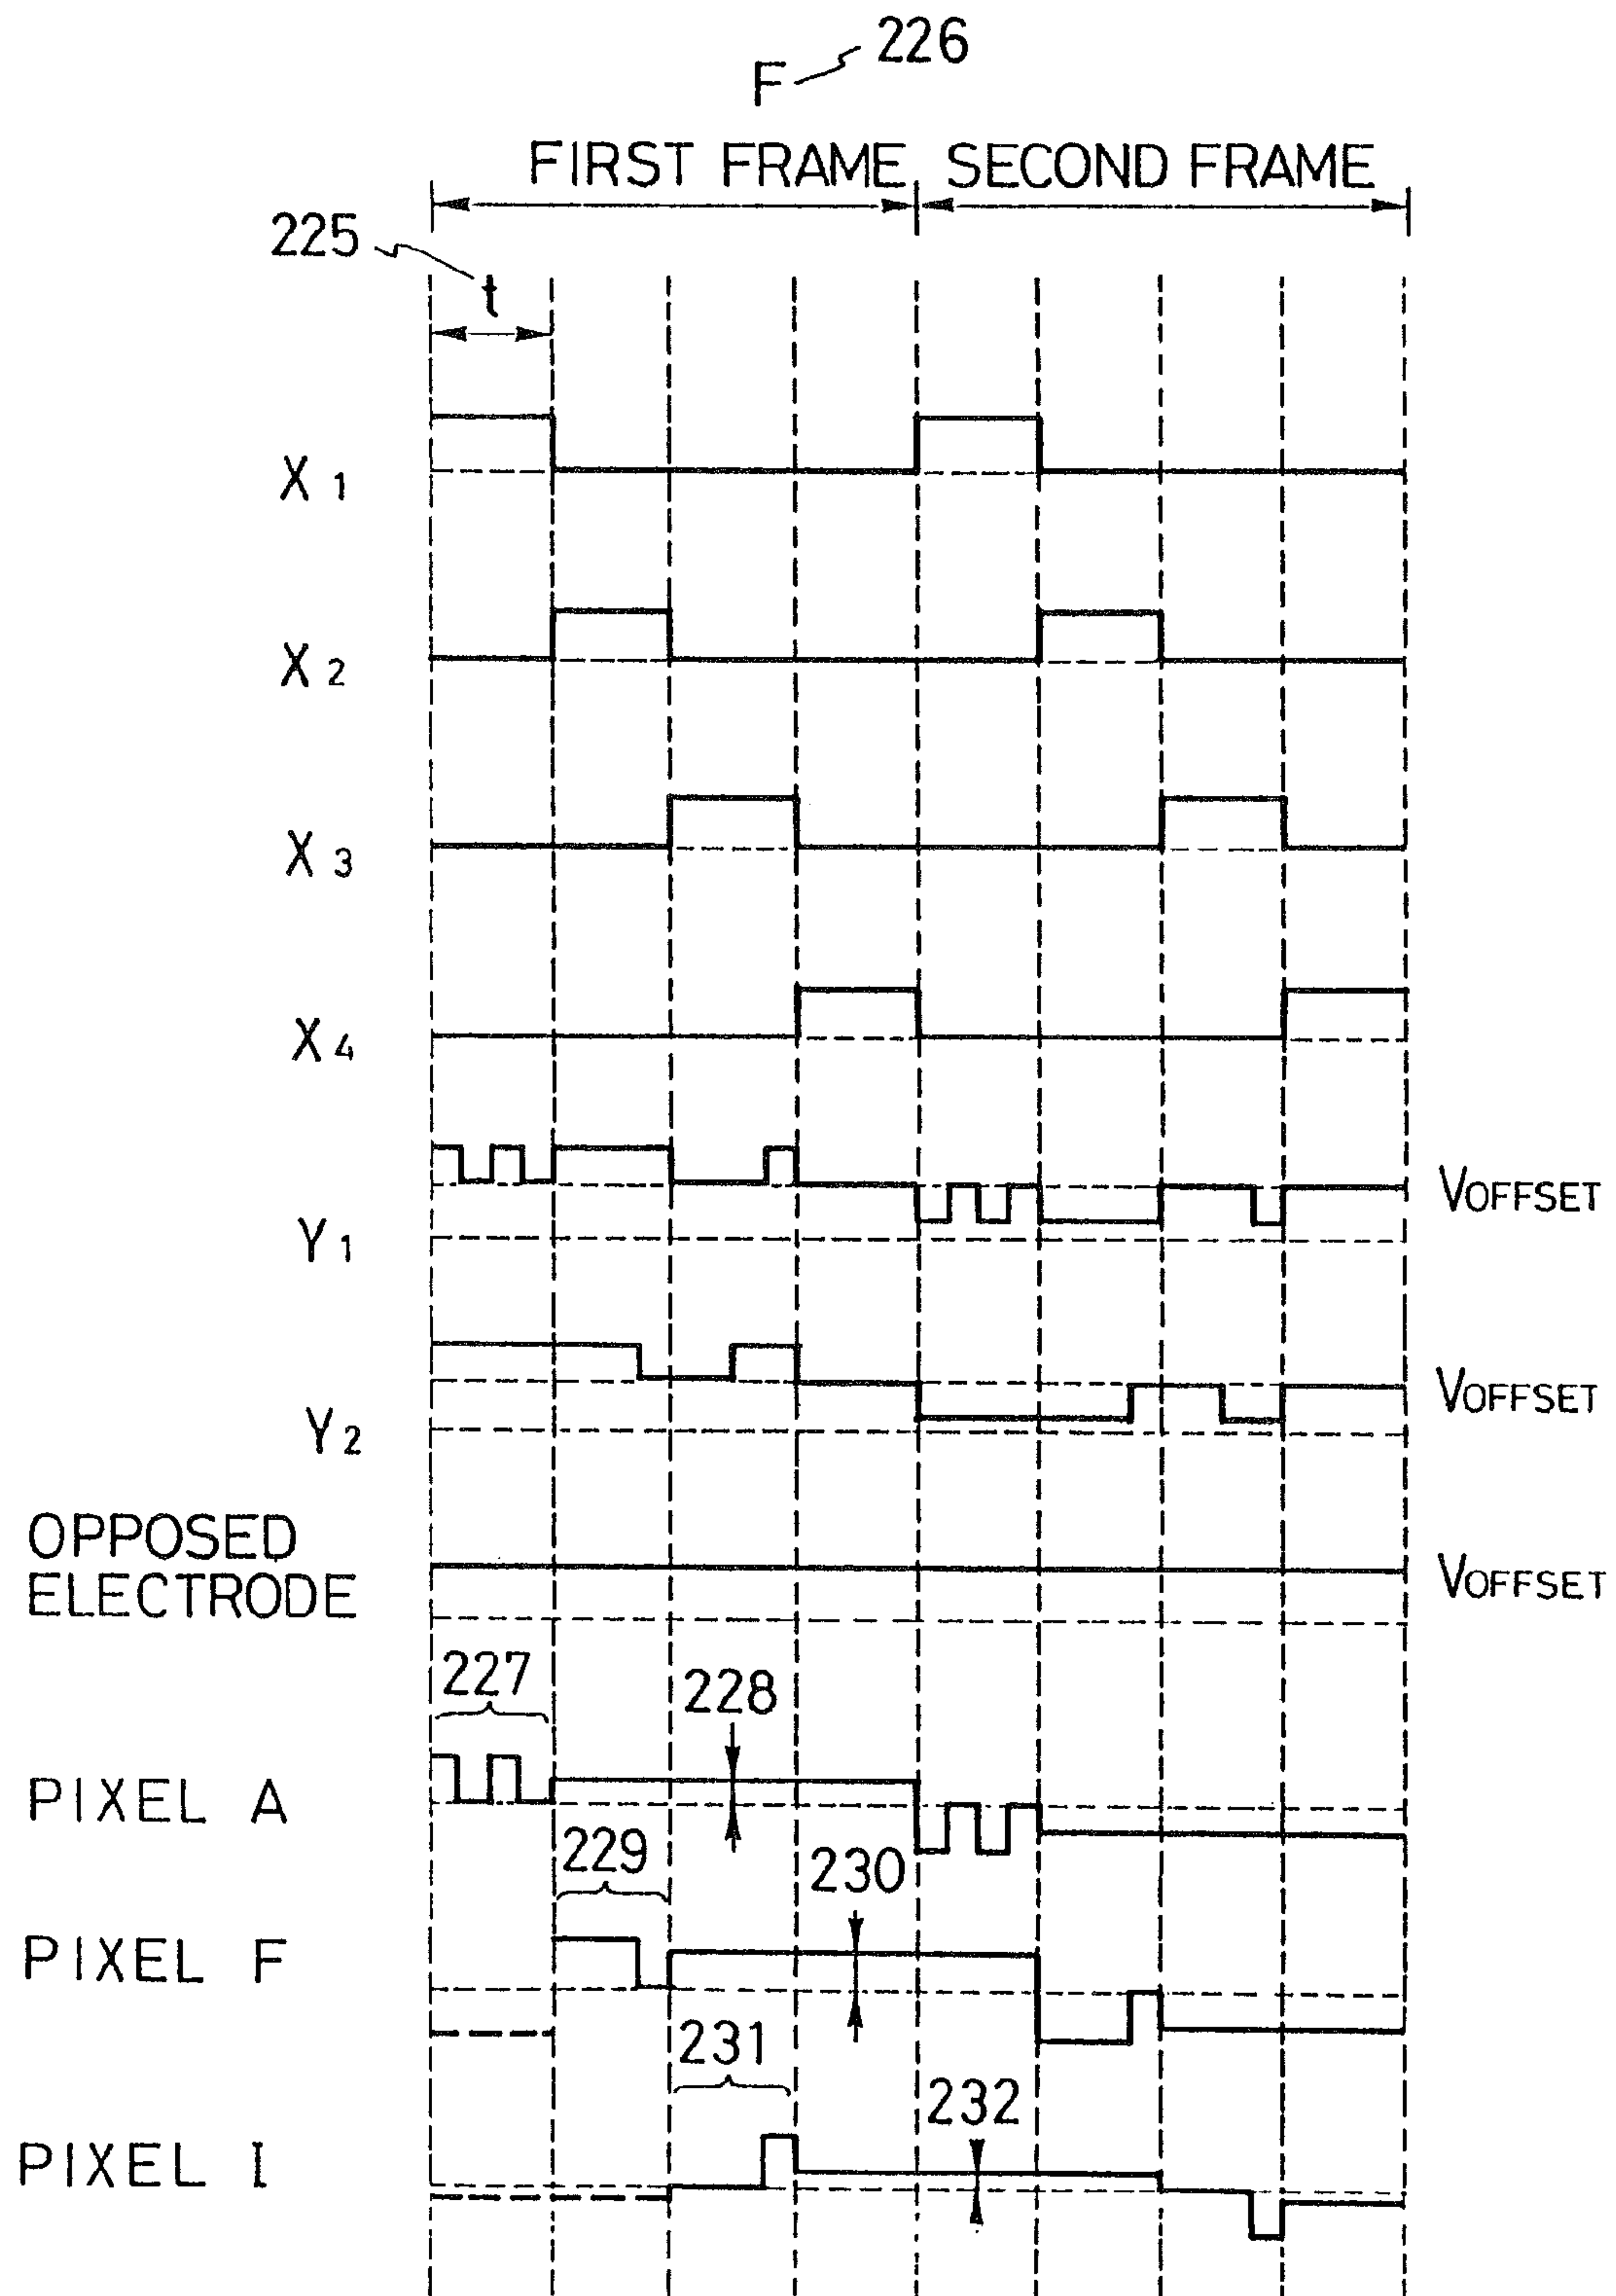 226
F
FIRST FRAME SECOND FRAME
225
t
X1
X2
X3
X4
Y1
VOFFSET
Y2
VOFFSET
OPPOSED
ELECTRODE
VOFFSET
227
228
PIXEL A
229
230
PIXEL F
231
232
PIXEL I